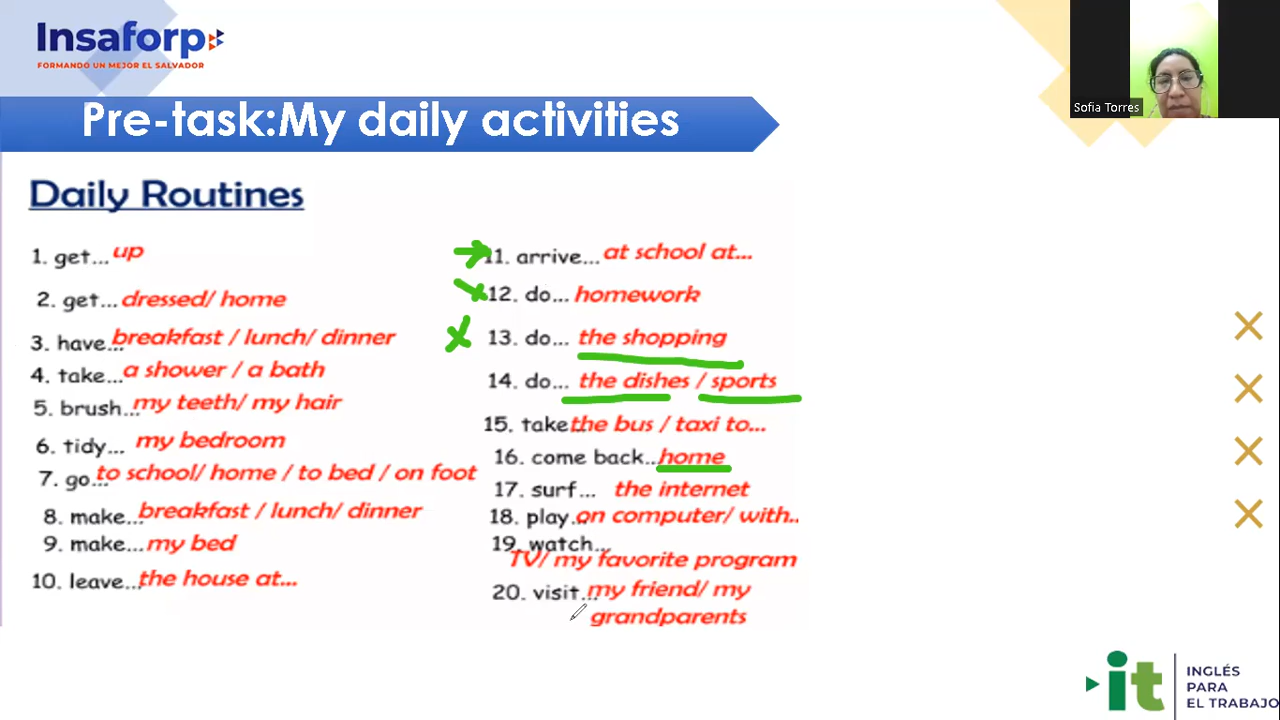 Insaforp
FORMANDO UN MEJOR EL SALVADOR
Sofia Torres
Pre-task:My daily activities
Daily Routines
1. get... up
2. get... dressed/ home
3. have... breakfast / lunch/ dinner
4. take... a shower / a bath
5. brush... my teeth/ my hair
6. tidy... my bedroom
7. go... to school/ home / to bed / on foot
8. make... breakfast / lunch/ dinner
9. make... my bed
10. leave... the house at...
11. arrive... at school at...
12. do... homework
13. do... the shopping
14. do... the dishes / sports
15. take... the bus / taxi to...
16. come back... home
17. surf... the internet
18. play... on computer/ with..
19. watch...
TV/ my favorite program
20. visit... my friend/ my
grandparents
it
INGLÉS
PARA
EL TRABAJO